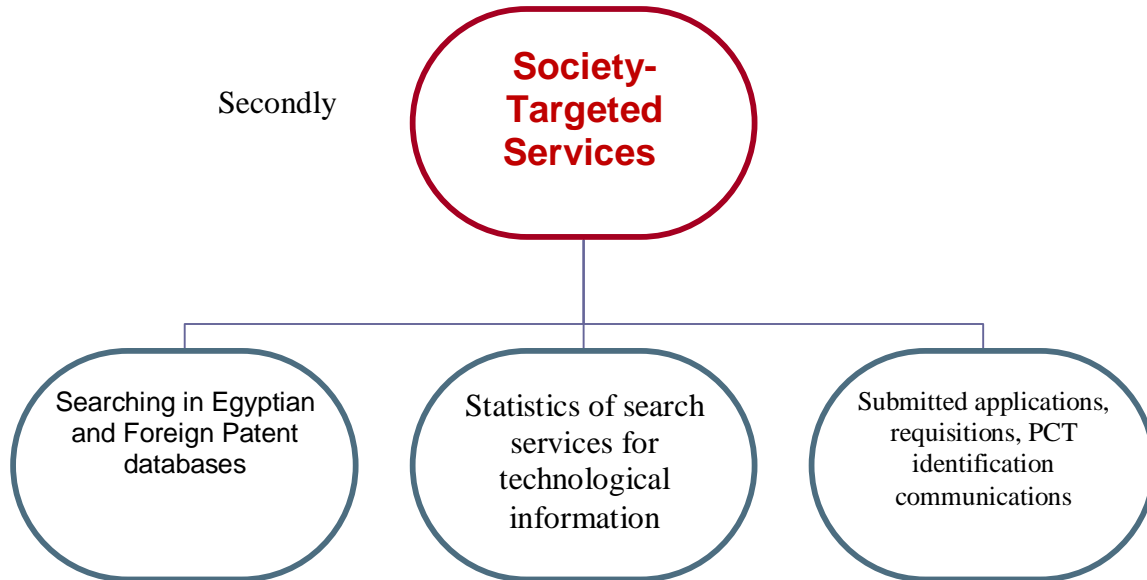 Society-
Targeted
Services
Secondly
Searching in Egyptian
and Foreign Patent
databases
Statistics of search
services for
technological
information
Submitted applications,
requisitions, PCT
identification
communications